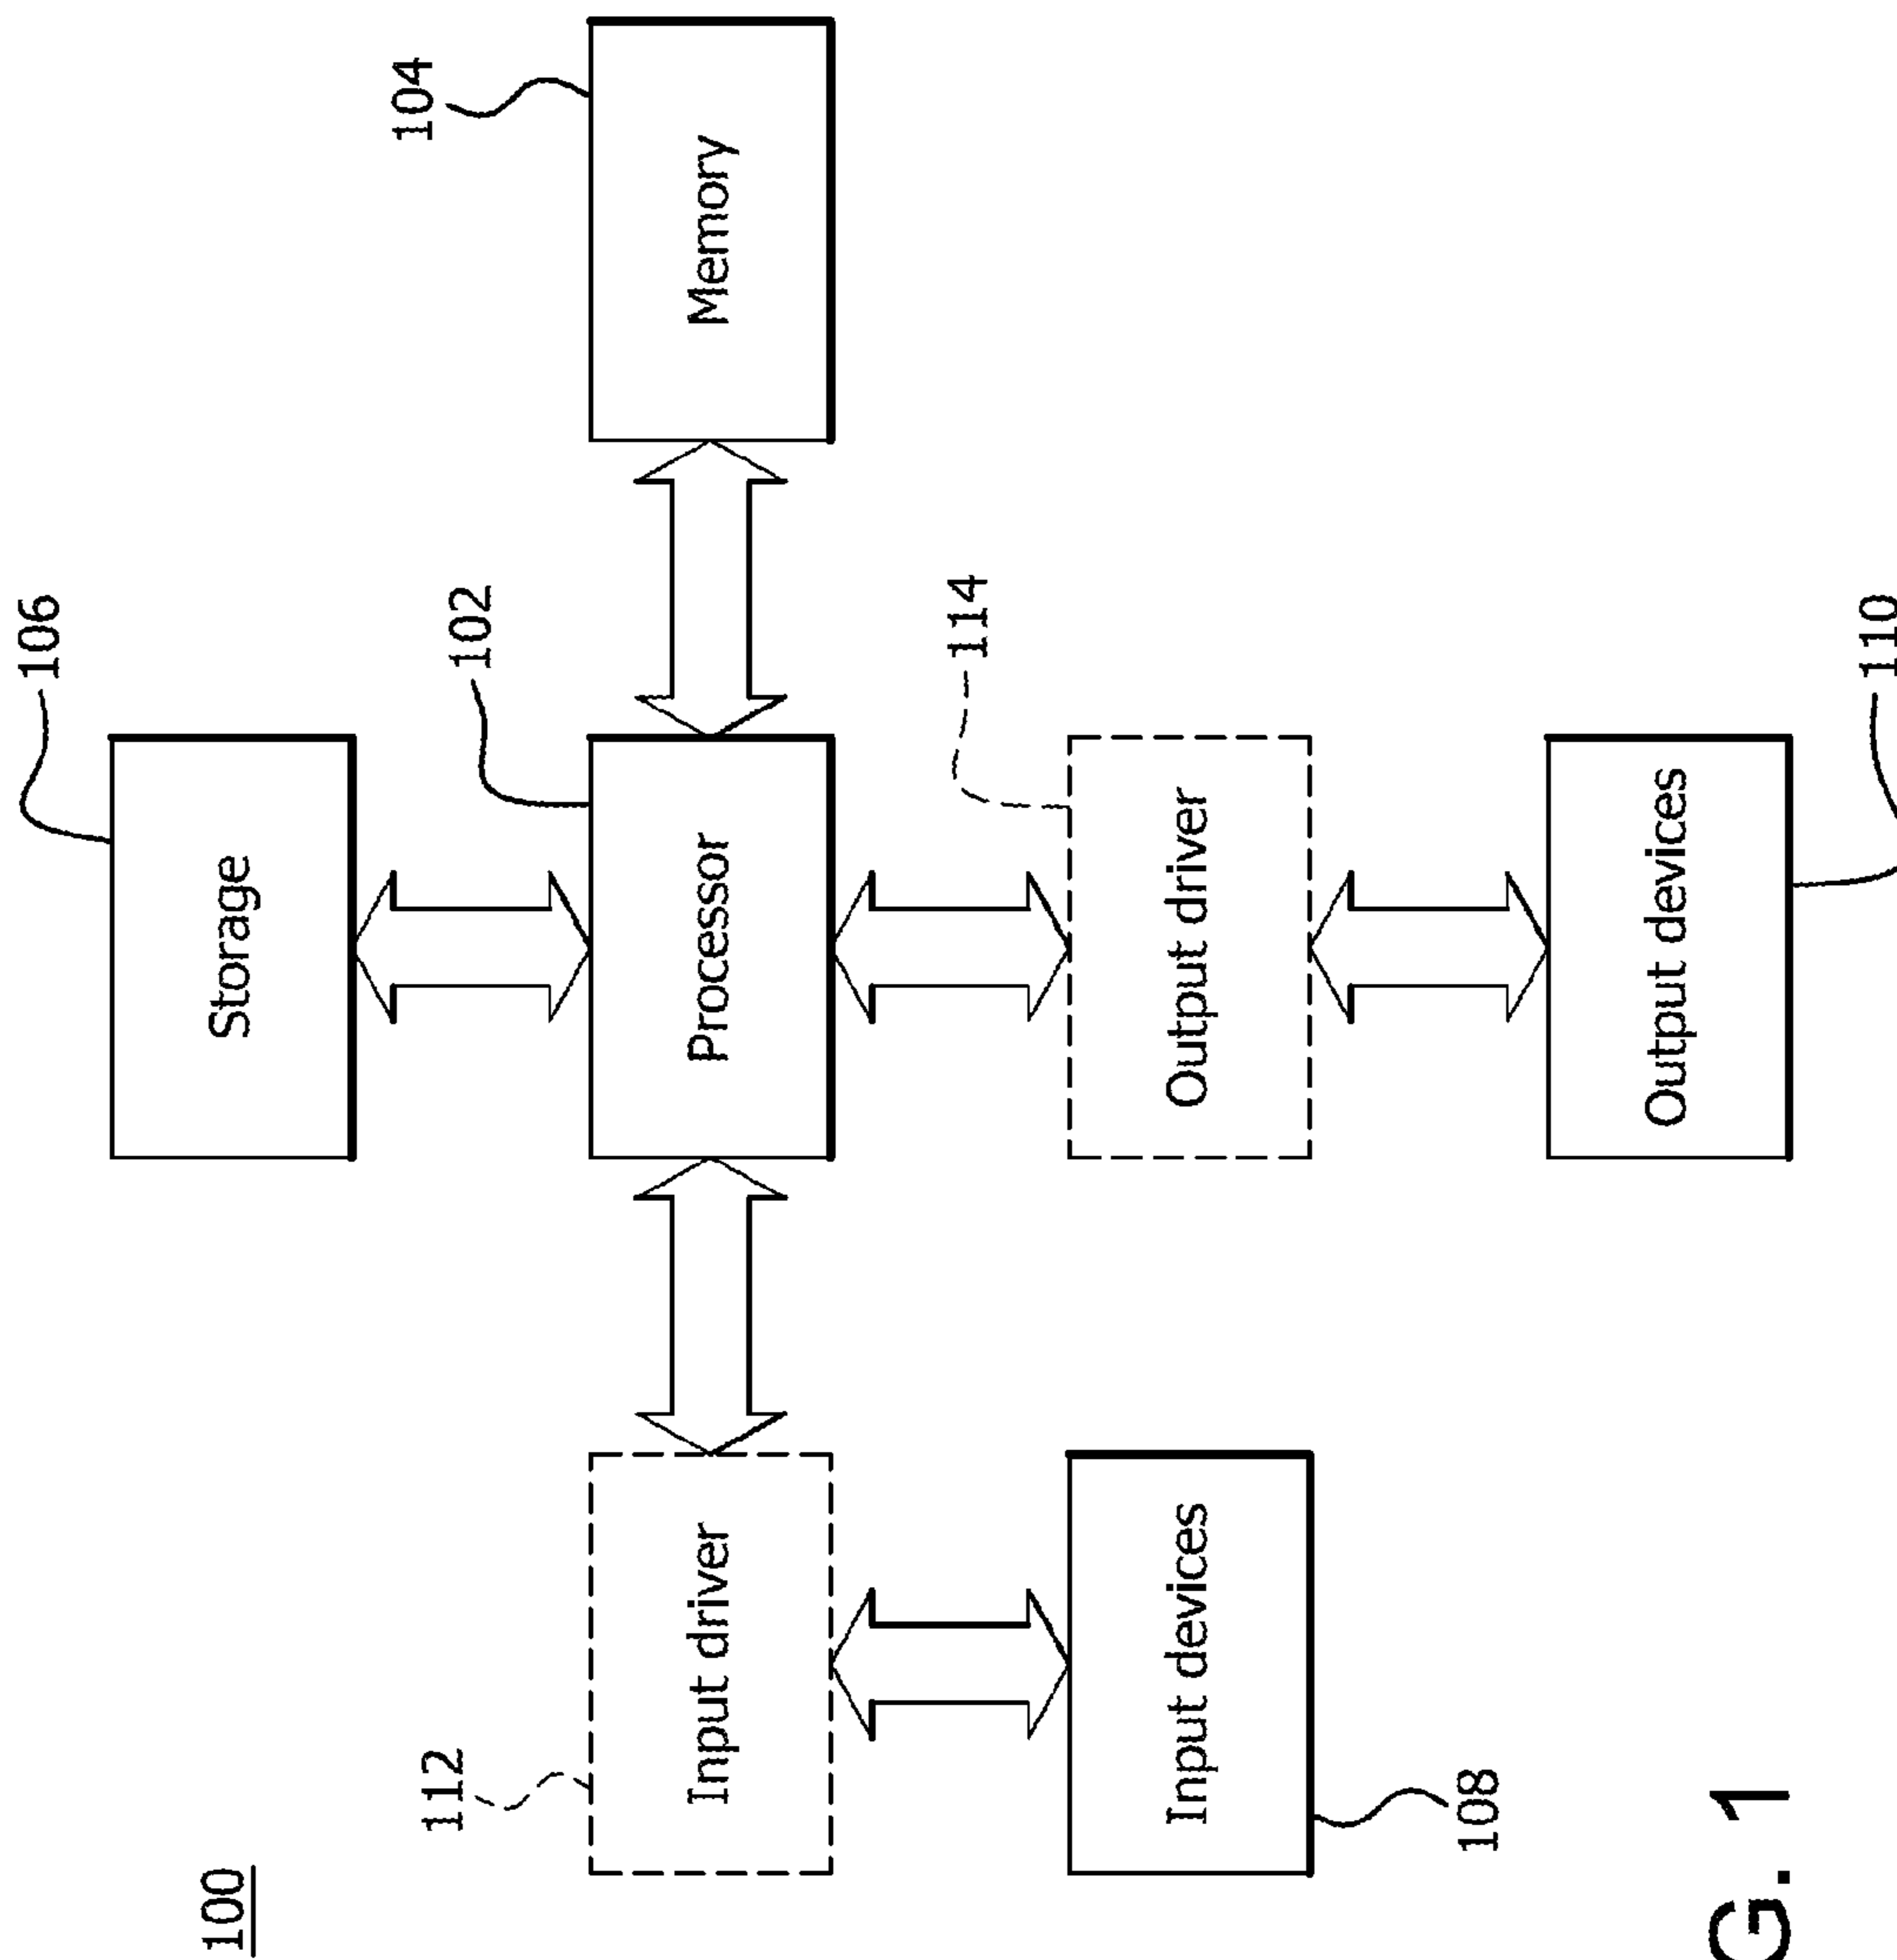 106
100
Storage
104
112
102
Input driver
Processor
Memory
114
Input devices
Output driver
108
Output devices
G. 1
110